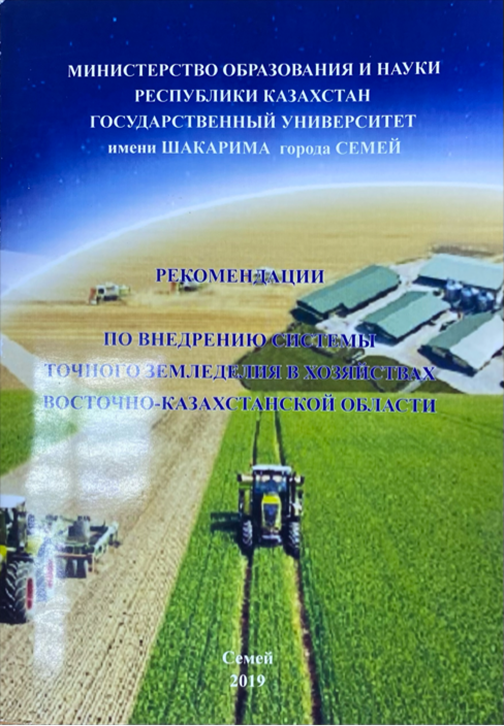 МИНИСТЕРСТВО ОБРАЗОВАНИЯ И НАУКИ
РЕСПУБЛИКИ КАЗАХСТАН
ГОСУДАРСТВЕННЫЙ УНИВЕРСИТЕТ
имени ШАКАРИМА города СЕМЕЙ
РЕКОМЕНДАЦИИ
ПО ВНЕДРЕНИЮ СИСТЕМЫ
ТОЧНОГО ЗЕМЛЕДЕЛИЯ В ХОЗЯЙСТВАХ
ВОСТОЧНО-КАЗАХСТАНСКОЙ ОБЛАСТИ
Семей
2019